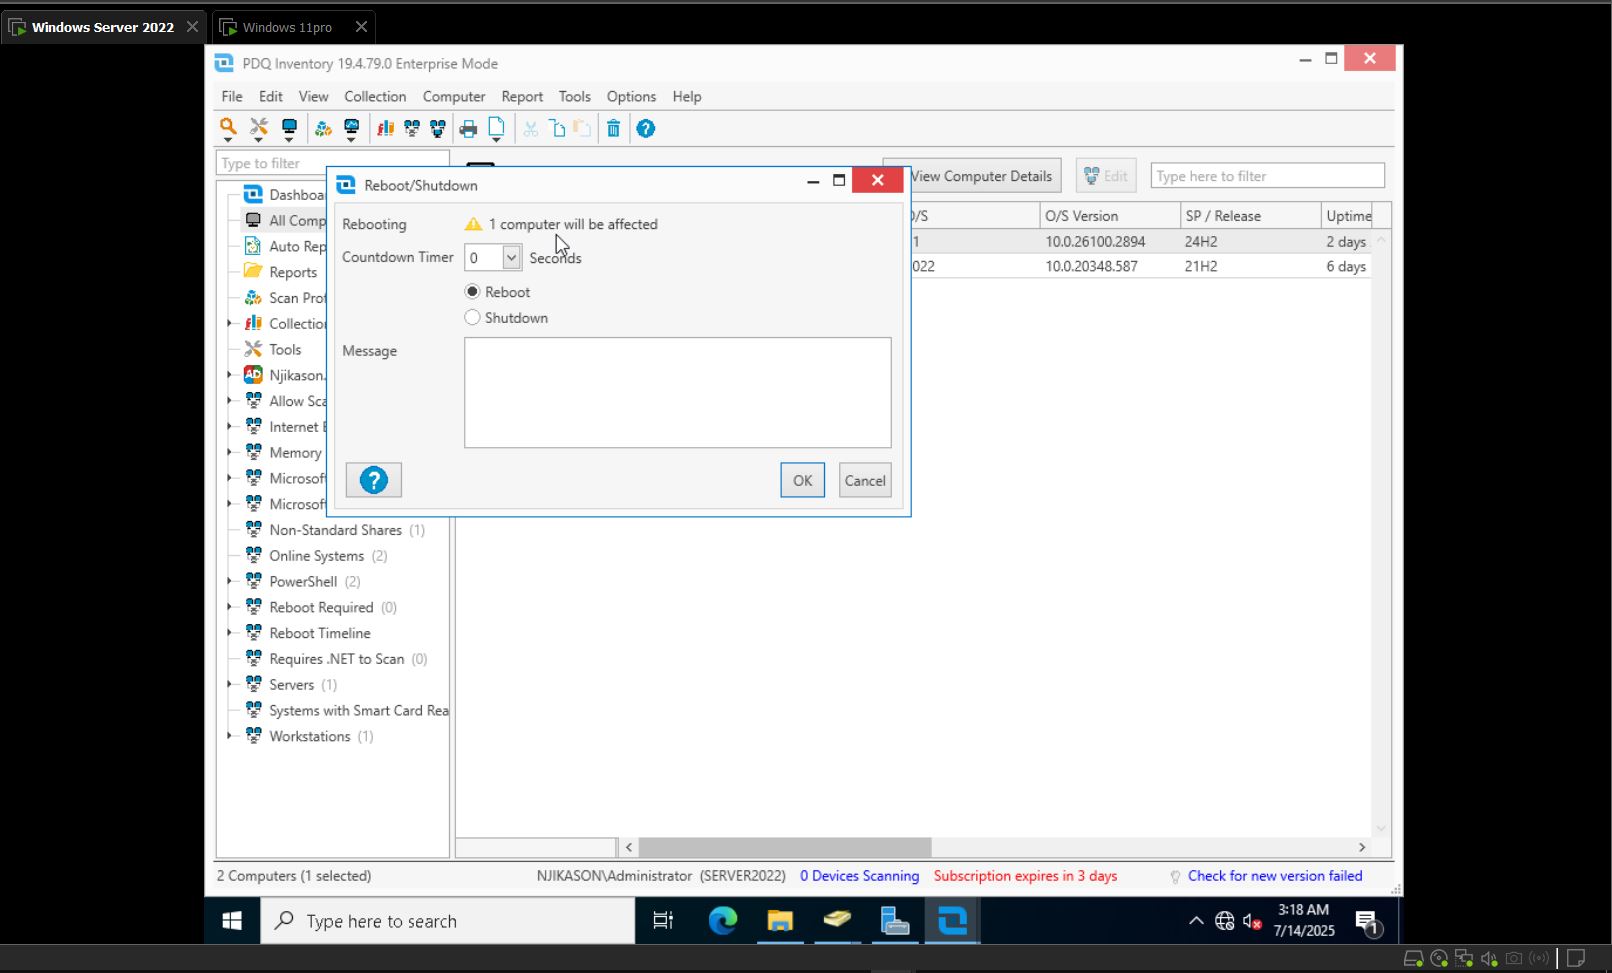 Windows Server 2022
Windows 11pro
PDQ Inventory 19.4.79.0 Enterprise Mode
File Edit View Collection Computer Report Tools Options Help
Type to filter
View Computer Details
Edit
Type here to filter
Reboot/Shutdown
Rebooting 1 computer will be affected
Countdown Timer 0 Seconds
Reboot
Shutdown
Message
?
OK
Cancel
O/S Version SP / Release Uptime
1 10.0.26100.2894 24H2 2 days
022 10.0.20348.587 21H2 6 days
Dashboa
All Comp
Auto Rep
Reports
Scan Prof
Collection
Tools
AD Njikason.
Allow Sca
Internet E
Memory
Microsoft
Microsoft
Non-Standard Shares (1)
Online Systems (2)
PowerShell (2)
Reboot Required (0)
Reboot Timeline
Requires .NET to Scan (0)
Servers (1)
Systems with Smart Card Rea
Workstations (1)
2 Computers (1 selected)
NJIKASON\Administrator (SERVER2022)
0 Devices Scanning
Subscription expires in 3 days
Check for new version failed
Type here to search
3:18 AM
7/14/2025
1